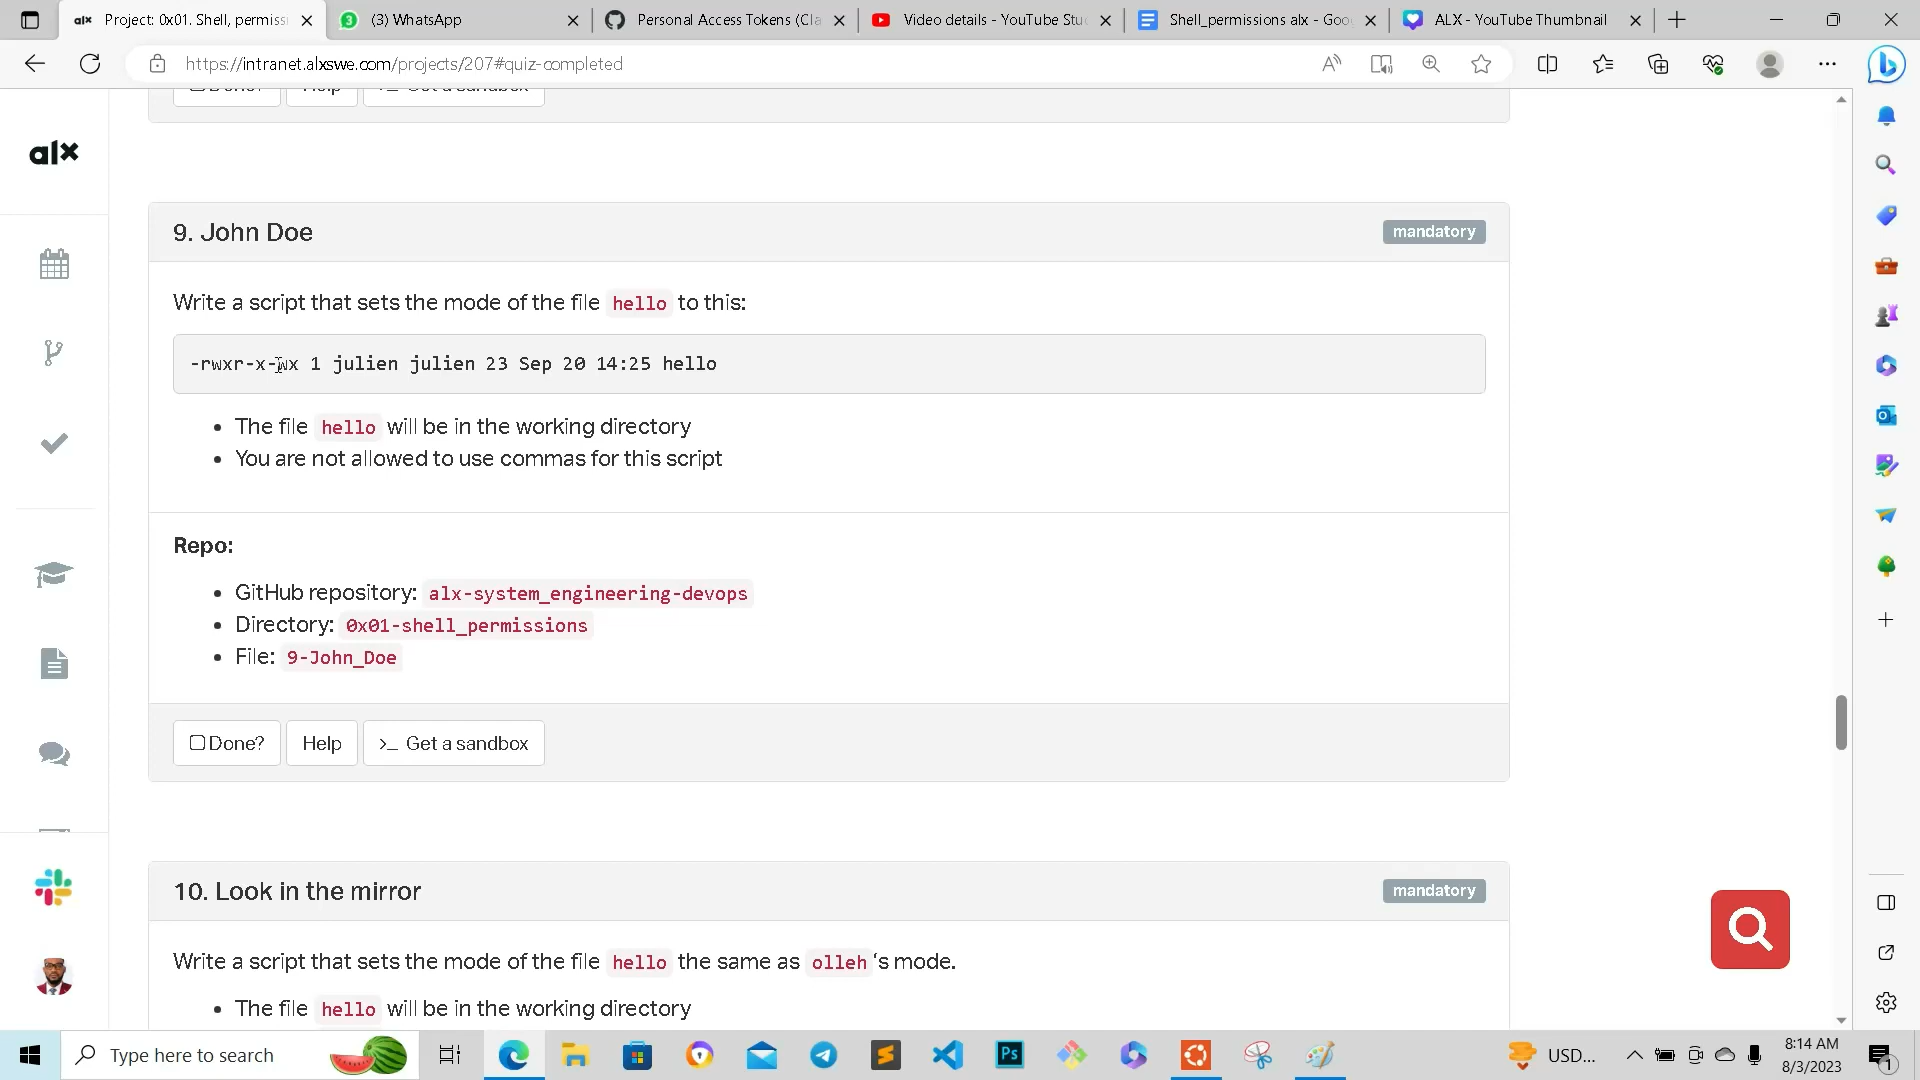 Project: 0x01. Shell, permiss
(3) WhatsApp
Personal Access Tokens (Cla
Video details - YouTube Stu
Shell_permissions alx - Goo
ALX - YouTube Thumbnail
https://intranet.alxswe.com/projects/207#quiz-completed
alx
9. John Doe
mandatory
Write a script that sets the mode of the file hello to this:
-rwxr-x-wx 1 julien julien 23 Sep 20 14:25 hello
The file hello will be in the working directory
You are not allowed to use commas for this script
Repo:
GitHub repository: alx-system_engineering-devops
Directory: 0x01-shell_permissions
File: 9-John_Doe
Done?
Help
>_ Get a sandbox
10. Look in the mirror
mandatory
Write a script that sets the mode of the file hello the same as olleh 's mode.
The file hello will be in the working directory
Type here to search
Ps
USD...
8:14 AM
8/3/2023
1